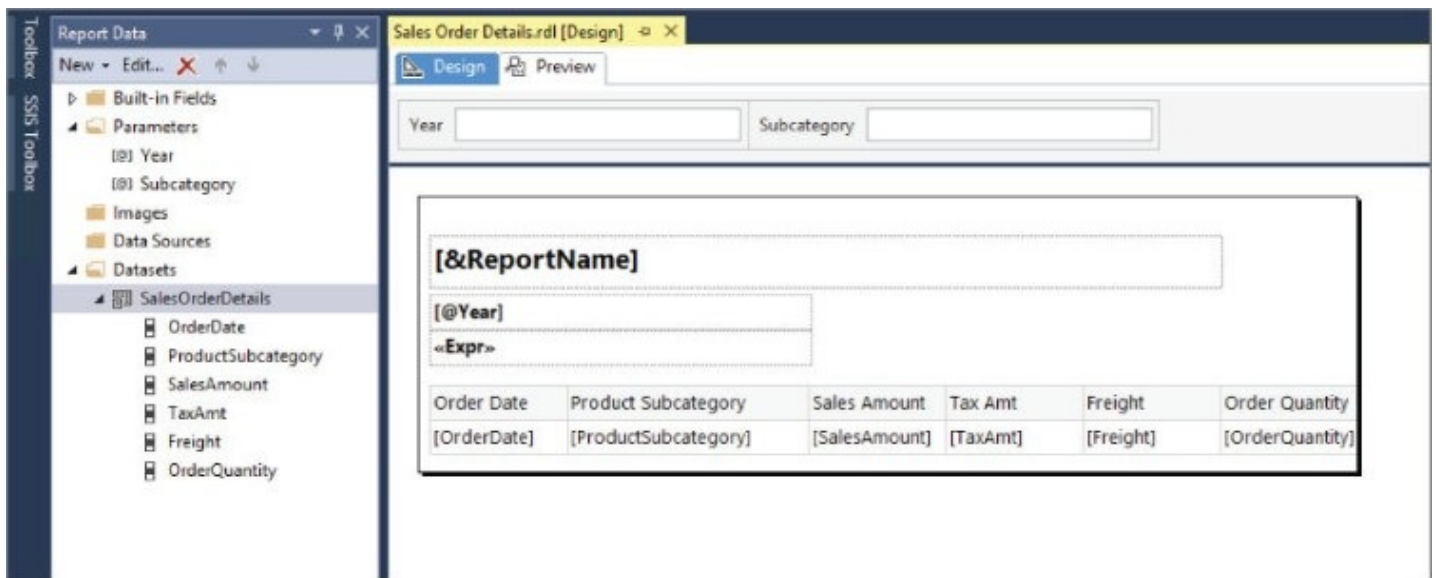 Toolbox
SSIS Toolbox
Report Data
New Edit...
Built-in Fields
Parameters
[@] Year
[@] Subcategory
Images
Data Sources
Datasets
SalesOrderDetails
OrderDate
ProductSubcategory
SalesAmount
TaxAmt
Freight
OrderQuantity
Sales Order Details.rdl [Design]
Design Preview
Year Subcategory
[&ReportName]
[@Year]
«Expr»
Order Date Product Subcategory Sales Amount Tax Amt Freight Order Quantity
[OrderDate] [ProductSubcategory] [SalesAmount] [TaxAmt] [Freight] [OrderQuantity]